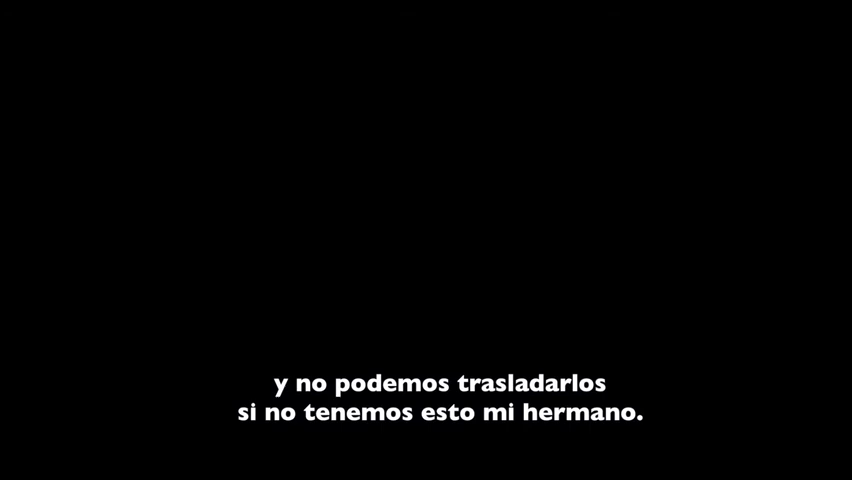 y no podemos trasladarlos
si no tenemos esto mi hermano.